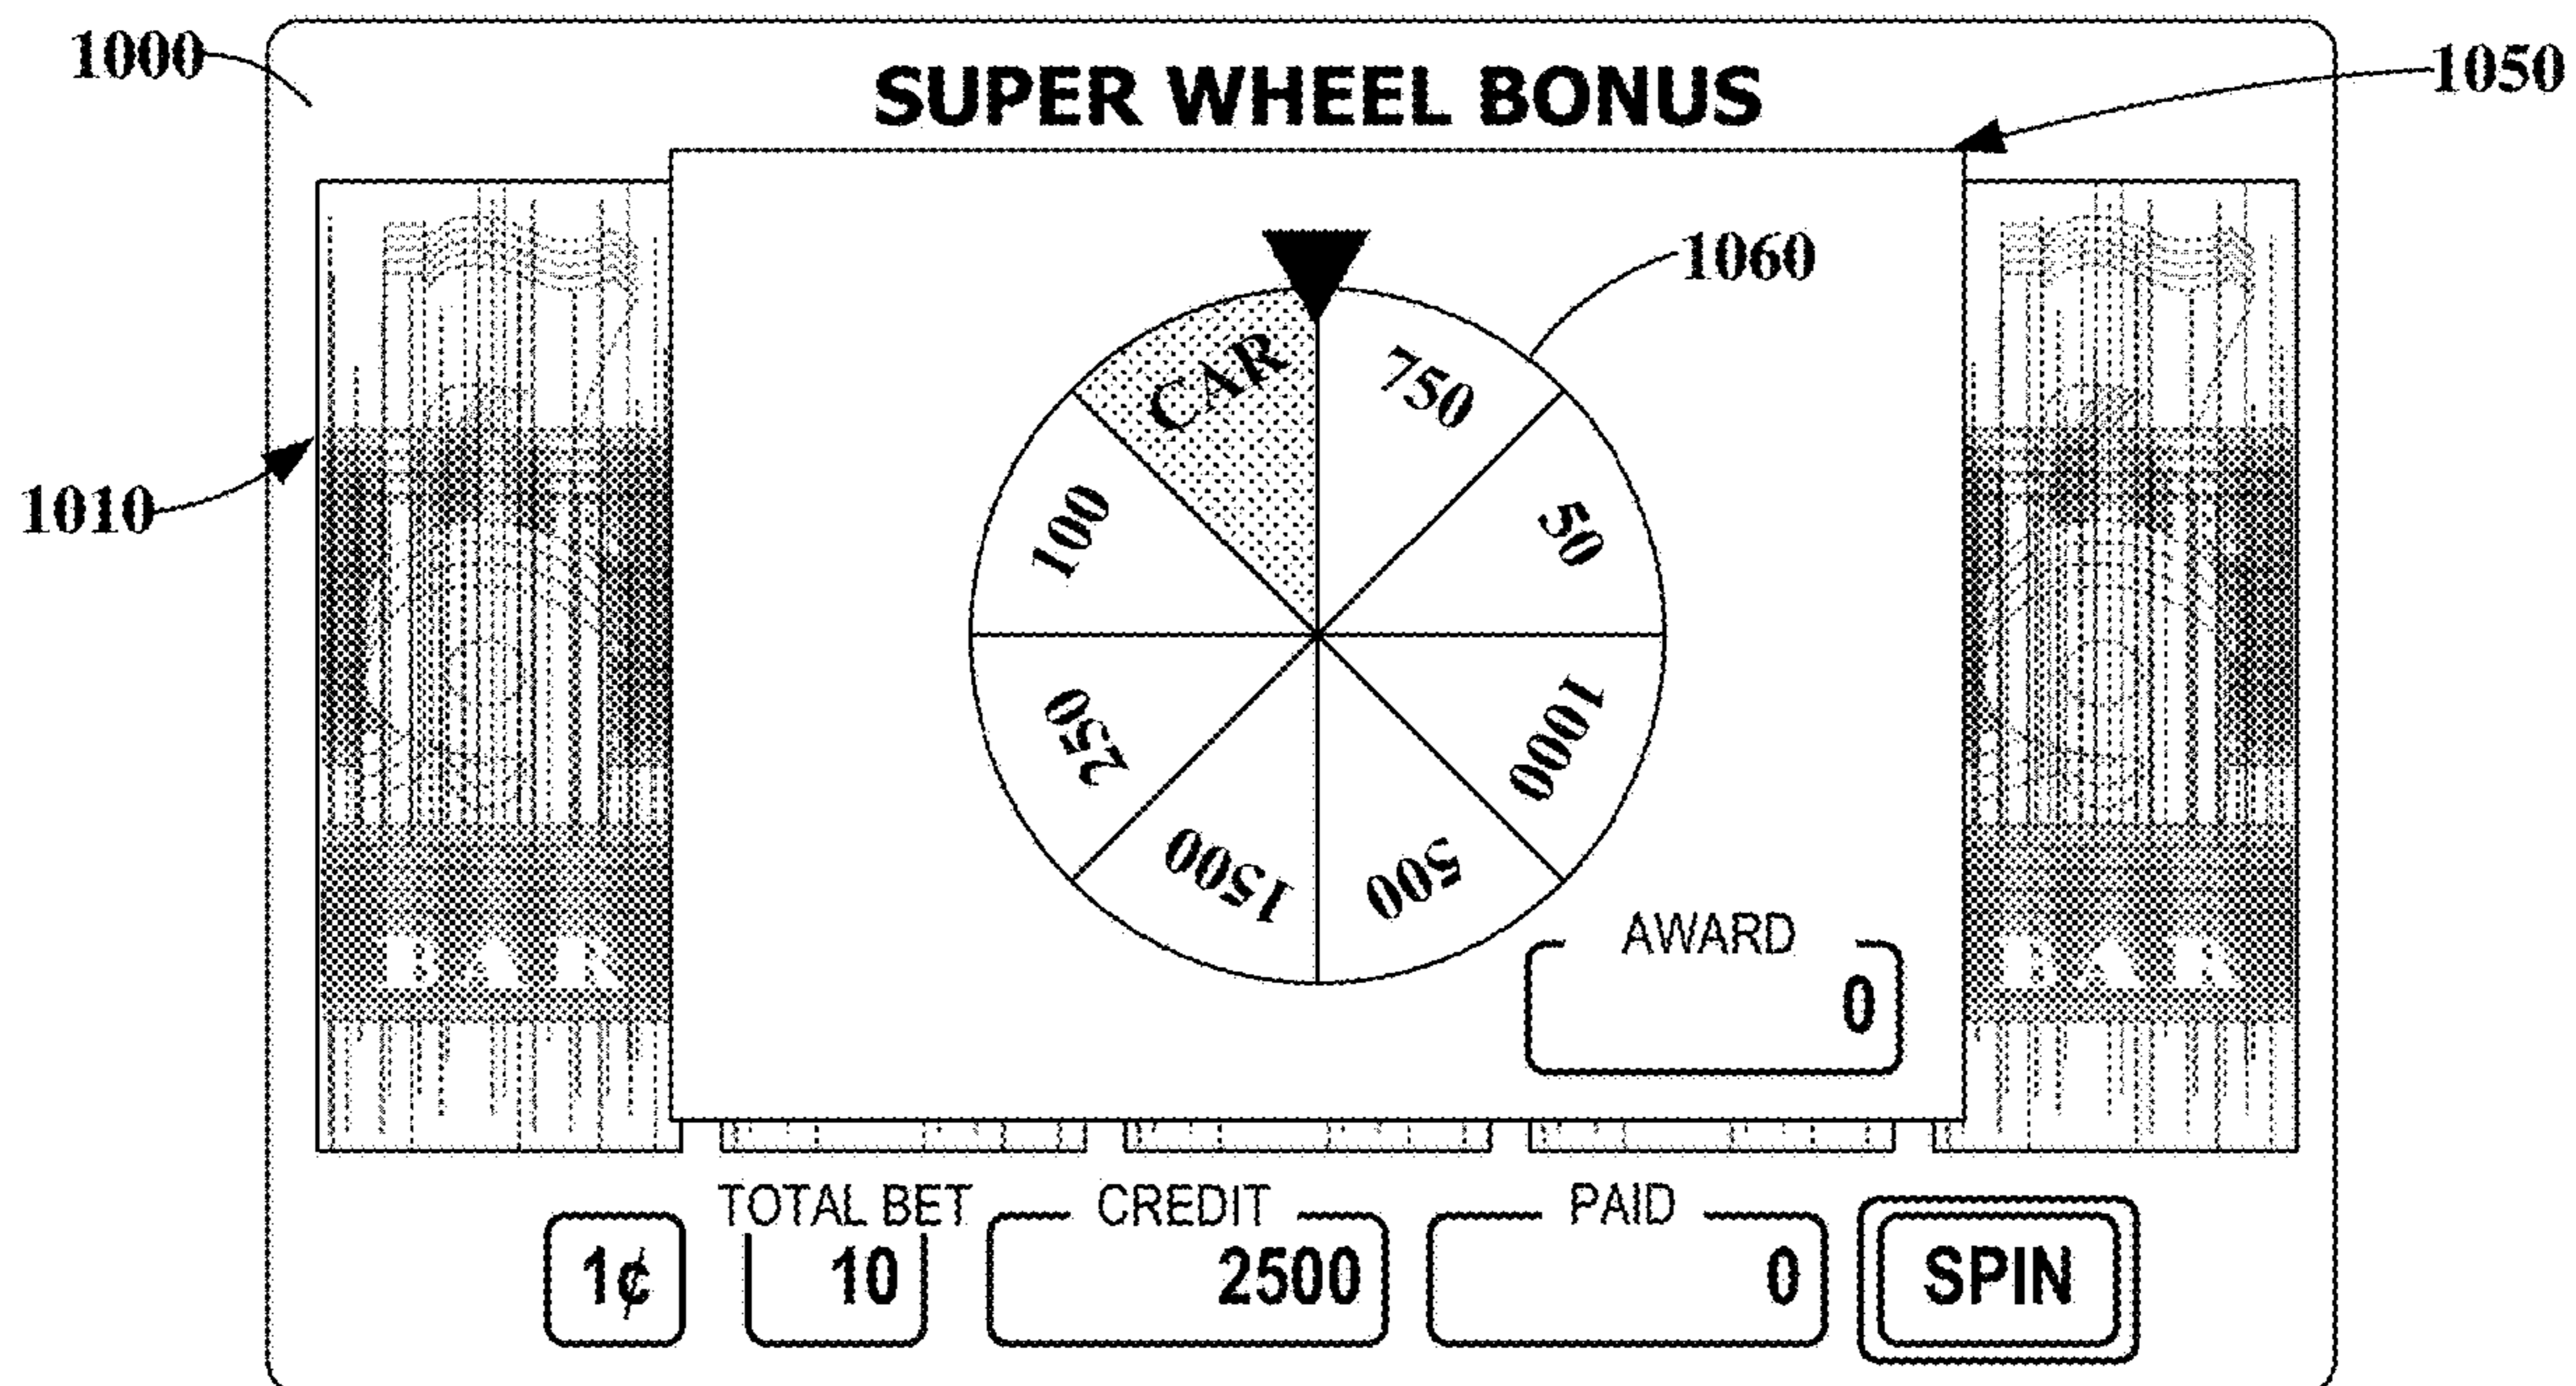 1000
SUPER WHEEL BONUS
1050
1060
1010
CAR
750
50
1000
500
1500
250
100
AWARD
0
BAR
BAR
TOTAL BET
CREDIT
PAID
1¢
10
2500
0
SPIN